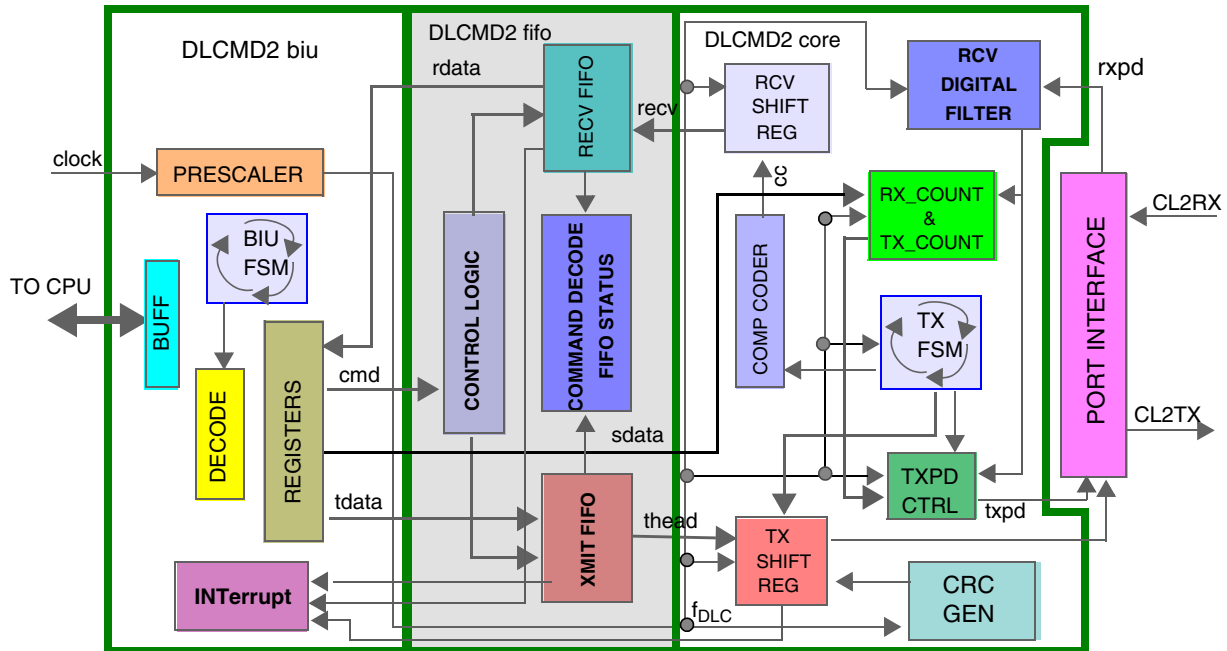 DLCMD2 biu
DLCMD2 fifo
DLCMD2 core
rdata
RECV FIFO
recv
RCV
SHIFT
REG
RCV
DIGITAL
FILTER
rxpd
clock
PRESCALER
cc
RX_COUNT
&
TX_COUNT
CL2RX
BIU
FSM
TO CPU
BUFF
CONTROL LOGIC
COMMAND DECODE
FIFO STATUS
COMP CODER
TX
FSM
PORT INTERFACE
DECODE
REGISTERS
cmd
CL2TX
sdata
tdata
XMIT FIFO
thead
TXPD
CTRL
txpd
TX
SHIFT
REG
INTerrupt
fDLC
CRC
GEN